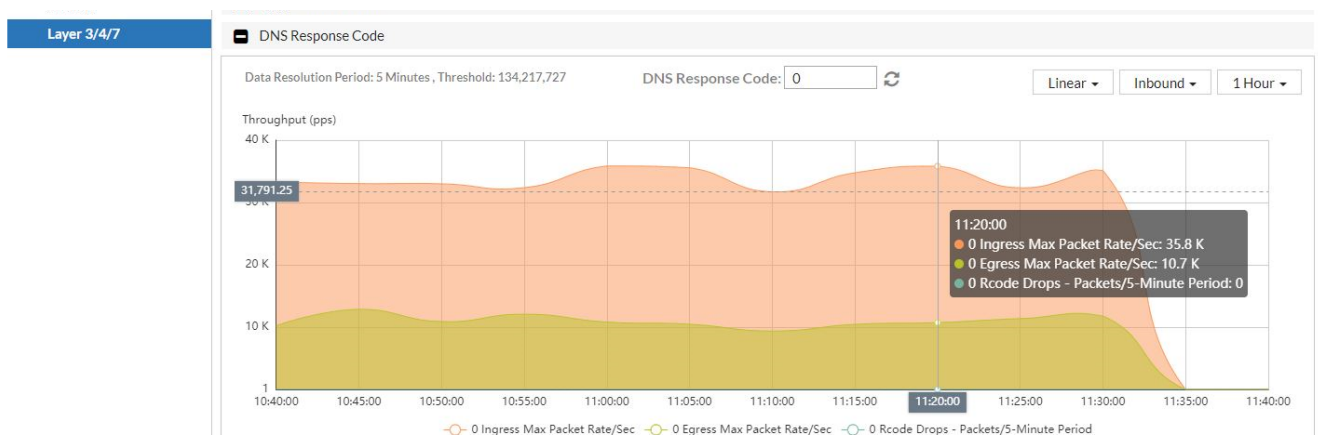 Layer 3/4/7
DNS Response Code
Data Resolution Period: 5 Minutes , Threshold: 134,217,727
DNS Response Code: 0
Linear
Inbound
1 Hour
Throughput (pps)
40 K
31,791.25
30 K
20 K
10 K
1
11:20:00
0 Ingress Max Packet Rate/Sec: 35.8 K
0 Egress Max Packet Rate/Sec: 10.7 K
0 Rcode Drops - Packets/5-Minute Period: 0
10:40:00 10:45:00 10:50:00 10:55:00 11:00:00 11:05:00 11:10:00 11:15:00 11:20:00 11:25:00 11:30:00 11:35:00 11:40:00
0 Ingress Max Packet Rate/Sec 0 Egress Max Packet Rate/Sec 0 Rcode Drops - Packets/5-Minute Period